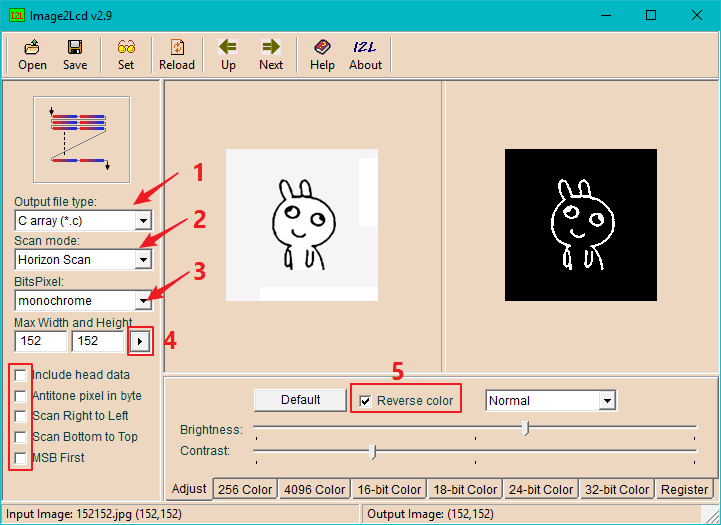 I2L Image2Lcd v2.9
I2L
Open Save Set Reload Up Next Help About
1
Output file type:
C array (*.c)
2
Scan mode:
Horizon Scan
3
BitsPixel:
monochrome
Max Width and Height
152 152
4
Include head data
Antitone pixel in byte
Scan Right to Left
Scan Bottom to Top
MSB First
5
Default Reverse color Normal
Brightness:
Contrast:
Adjust 256 Color 4096 Color 16-bit Color 18-bit Color 24-bit Color 32-bit Color Register
Input Image: 152152.jpg (152,152) Output Image: (152,152)